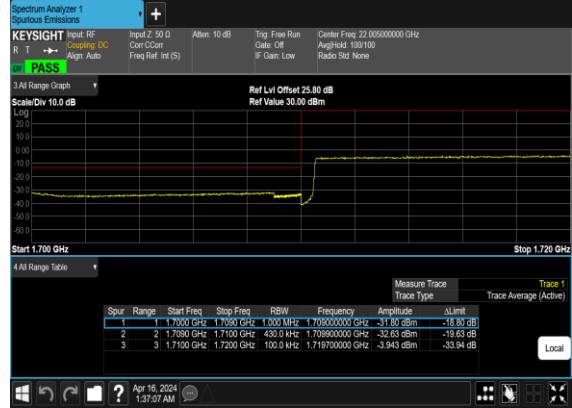 Spectrum Analyzer 1
Spurious Emissions
KEYSIGHT Input: RF Input Z: 50 Ω Atten: 10 dB Trig: Free Run Center Freq: 22.005000000 GHz
R T Coupling: DC Corr CCorr Gate: Off Avg|Hold: 100/100
Align: Auto Freq Ref: Int (S) IF Gain: Low Radio Std: None
PASS
3 All Range Graph
Ref Lvl Offset 25.80 dB
Scale/Div 10.0 dB Ref Value 30.00 dBm
Log
20.0
10.0
0.00
-10.0
-20.0
-30.0
-40.0
-50.0
-60.0
Start 1.700 GHz Stop 1.720 GHz
4 All Range Table
Measure Trace Trace 1
Trace Type Trace Average (Active)
Spur Range Start Freq Stop Freq RBW Frequency Amplitude ΔLimit
1 1 1.7000 GHz 1.7090 GHz 1.000 MHz 1.709000000 GHz -31.80 dBm -18.80 dB
2 2 1.7090 GHz 1.7100 GHz 430.0 kHz 1.709900000 GHz -32.63 dBm -19.63 dB
3 3 1.7100 GHz 1.7200 GHz 100.0 kHz 1.719700000 GHz -3.943 dBm -33.94 dB
Local
Apr 16, 2024
1:37:07 AM